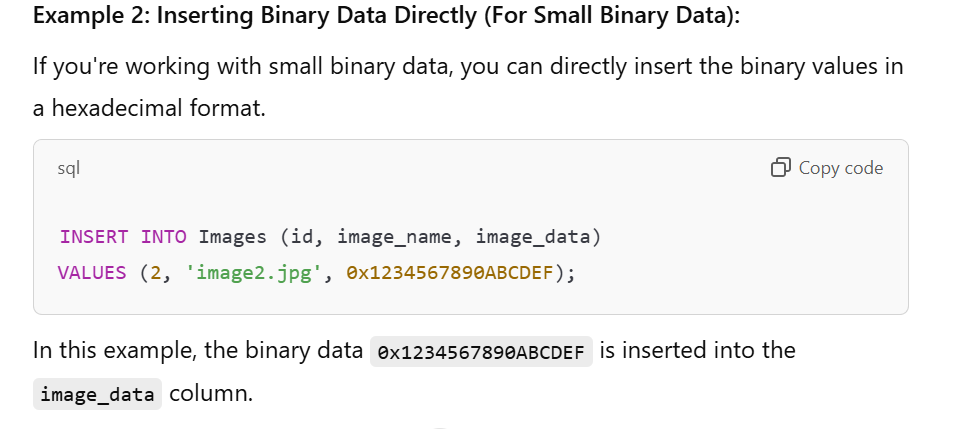 Example 2: Inserting Binary Data Directly (For Small Binary Data):
If you're working with small binary data, you can directly insert the binary values in
a hexadecimal format.
sql
Copy code
INSERT INTO Images (id, image_name, image_data)
VALUES (2, 'image2.jpg', 0x1234567890ABCDEF);
In this example, the binary data 0x1234567890ABCDEF is inserted into the
image_data column.